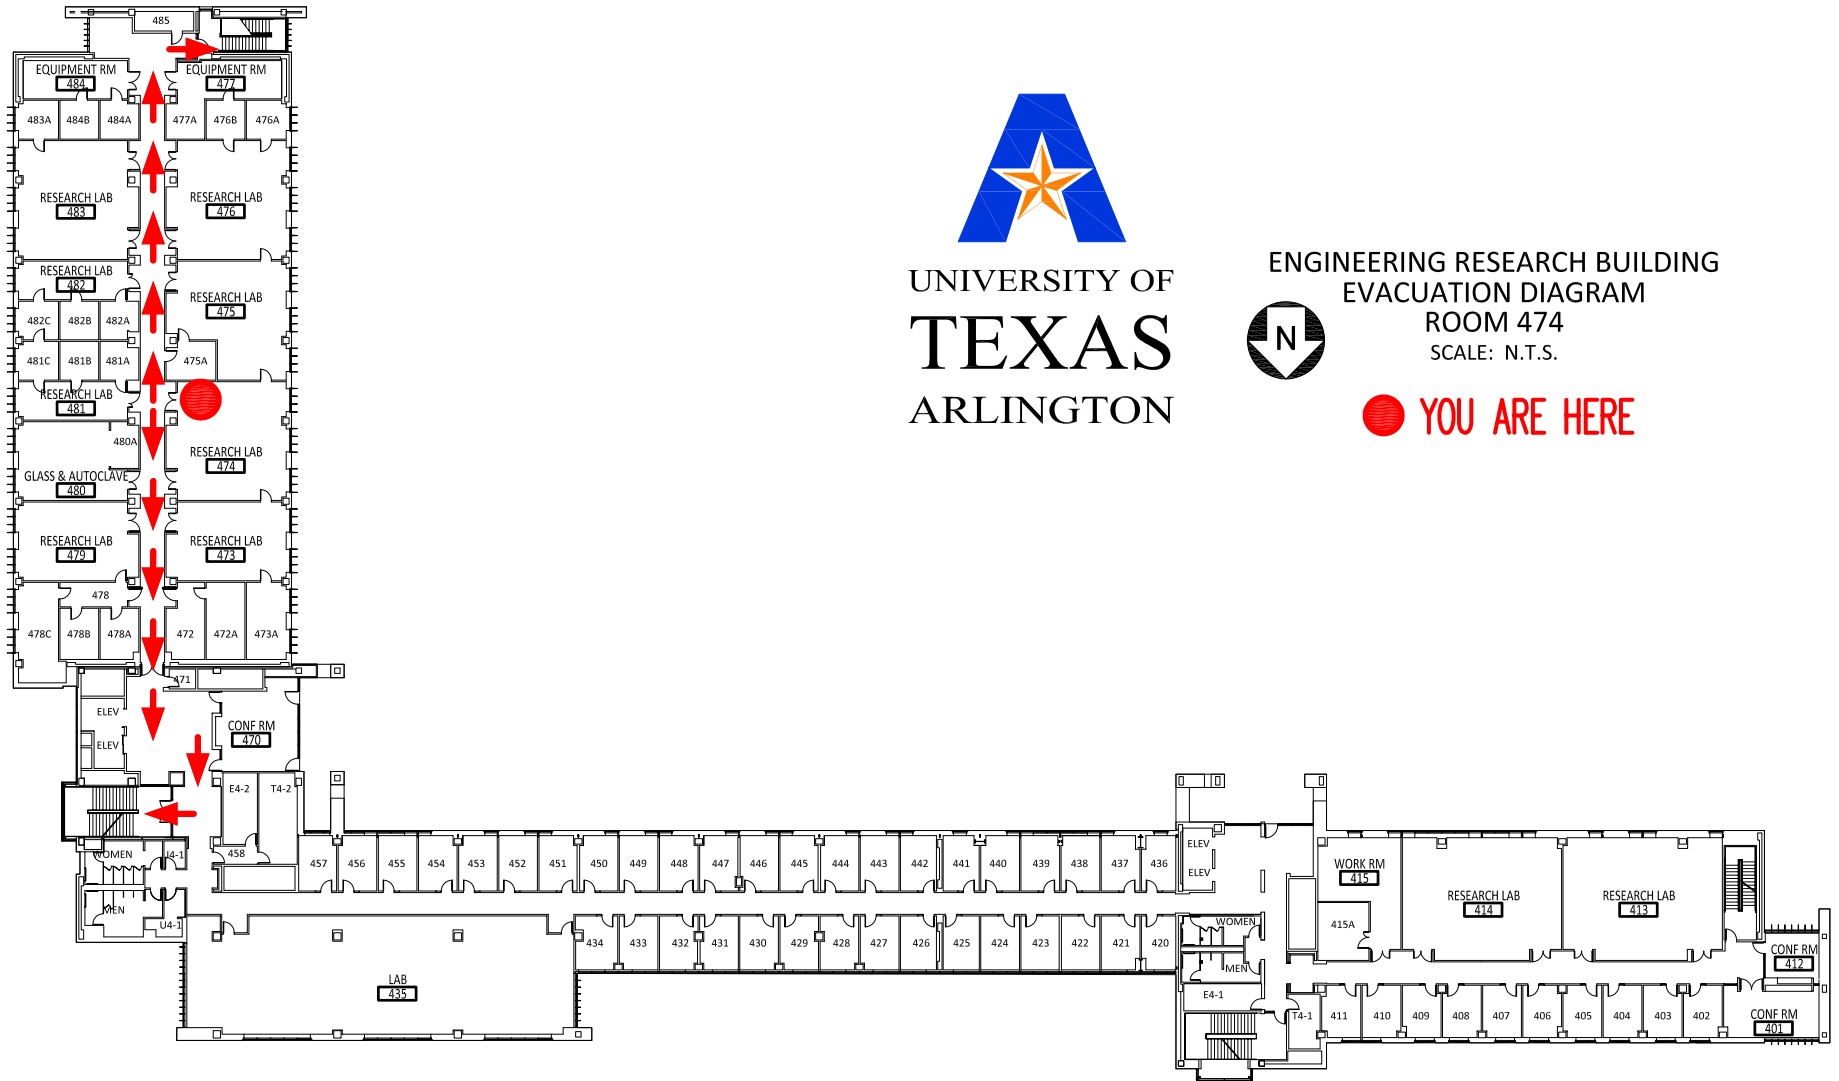 485
EQUIPMENT RM
484
EQUIPMENT RM
477
483A
484B
484A
477A
476B
476A
RESEARCH LAB
483
RESEARCH LAB
476
RESEARCH LAB
482
RESEARCH LAB
475
482C
482B
482A
481C
481B
481A
475A
RESEARCH LAB
481
480A
RESEARCH LAB
474
GLASS & AUTOCLAVE
480
RESEARCH LAB
479
RESEARCH LAB
473
478
478C
478B
478A
472
472A
473A
471
ELEV
ELEV
CONF RM
470
E4-2
T4-2
WOMEN
J4-1
458
MEN
U4-1
457
456
455
454
453
452
451
450
449
448
447
446
445
444
443
442
441
440
439
438
437
436
434
433
432
431
430
429
428
427
426
425
424
423
422
421
420
LAB
435
ELEV
ELEV
WOMEN
MEN
E4-1
T4-1
WORK RM
415
415A
RESEARCH LAB
414
RESEARCH LAB
413
CONF RM
412
411
410
409
408
407
406
405
404
403
402
CONF RM
401
UNIVERSITY OF
TEXAS
ARLINGTON
ENGINEERING RESEARCH BUILDING
EVACUATION DIAGRAM
ROOM 474
SCALE: N.T.S.
N
YOU ARE HERE